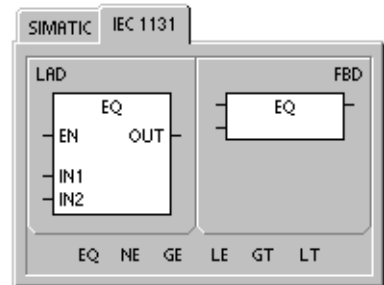 SIMATIC IEC 1131
LAD FBD
EQ EQ
EN OUT
IN1
IN2
EQ NE GE LE GT LT